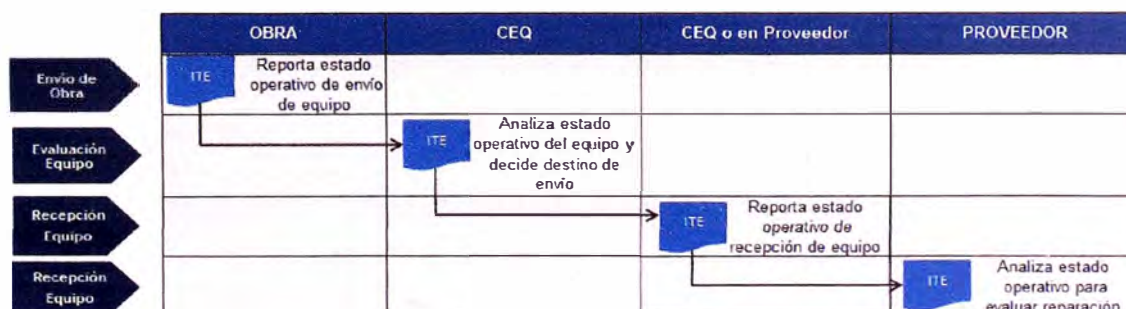 OBRA
CEQ
CEQ o en Proveedor
PROVEEDOR
Envío de
Obra
ITE
Reporta estado
operativo de envío
de equipo
Evaluación
Equipo
ITE
Analiza estado
operativo del equipo y
decide destino de
envío
Recepción
Equipo
ITE
Reporta estado
operativo de
recepción de equipo
Recepción
Equipo
ITE
Analiza estado
operativo para
evaluar reparación